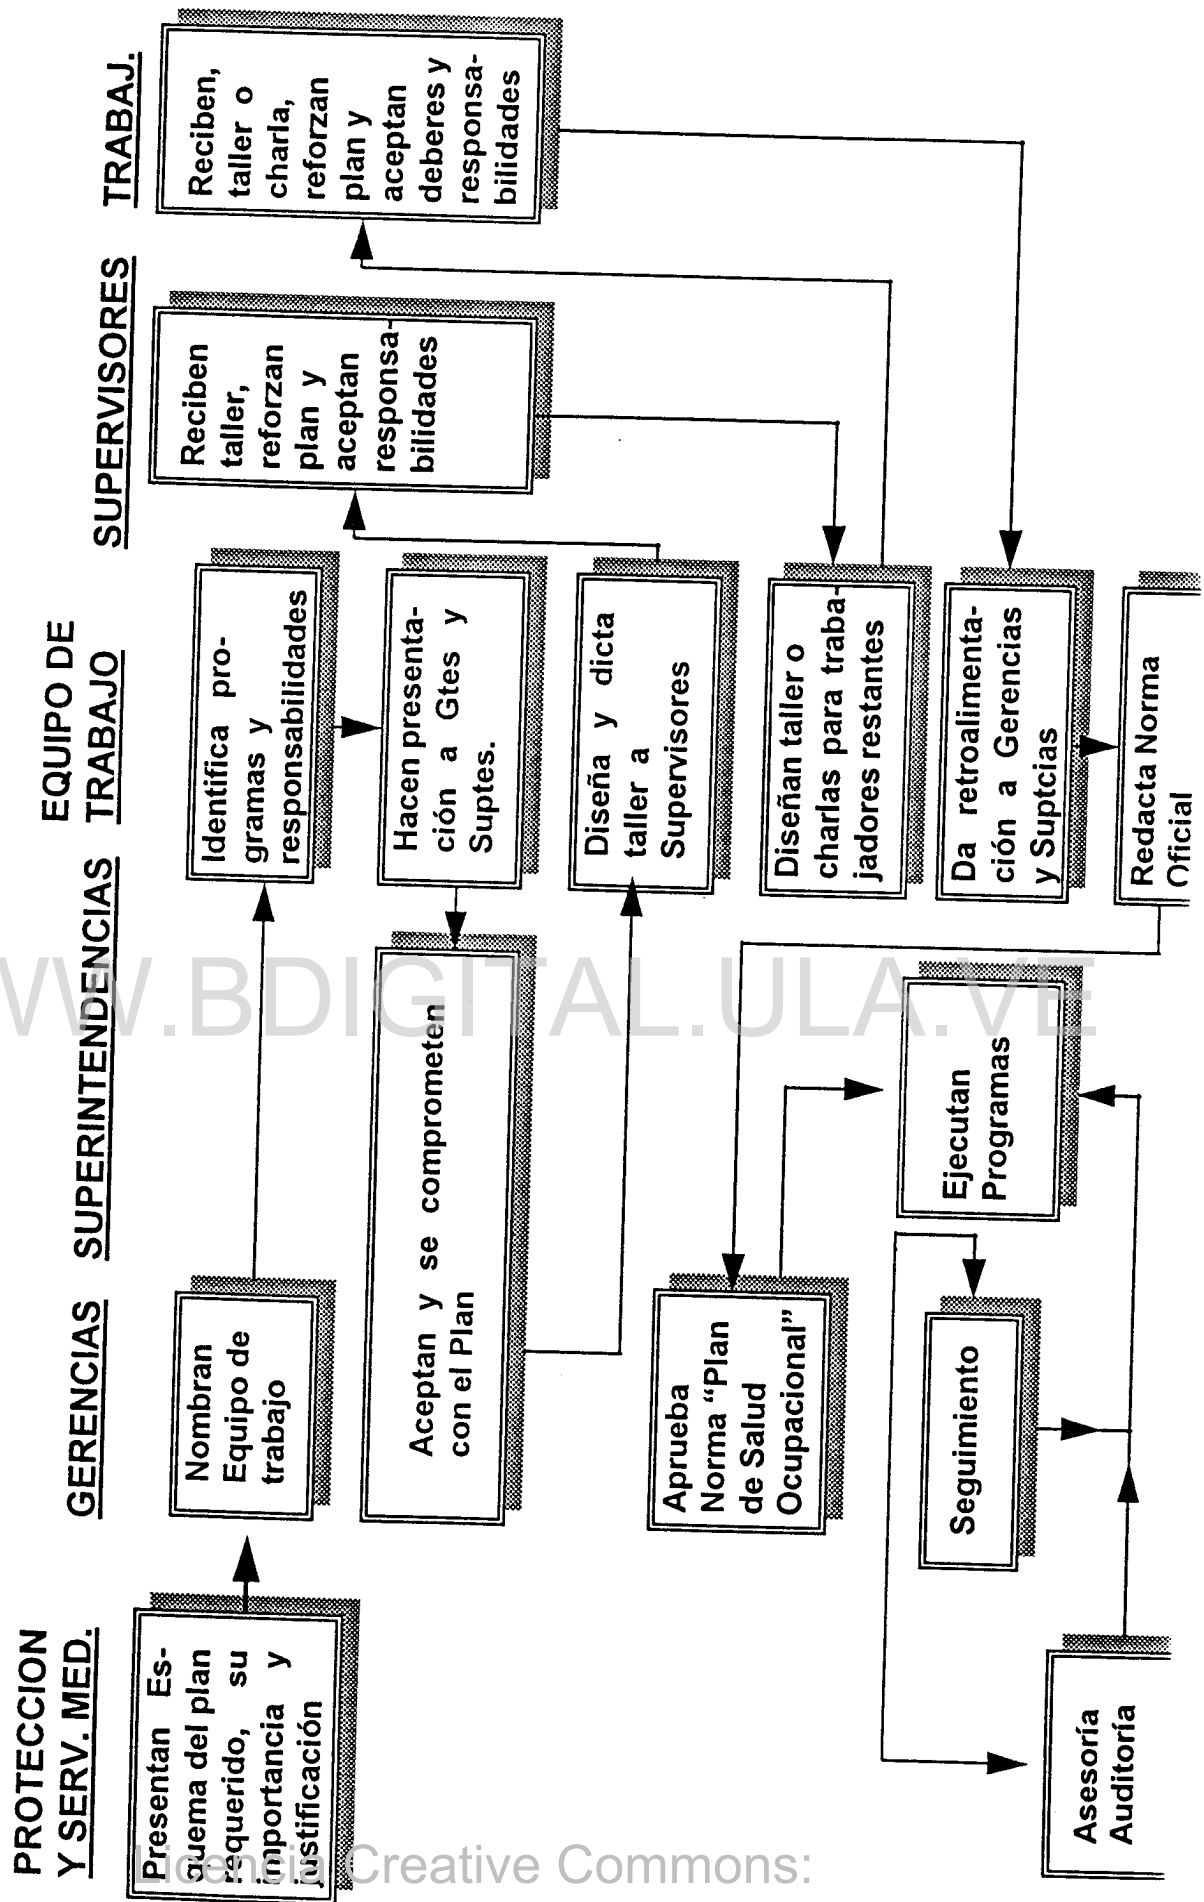 PROTECCION
Y SERV. MED.
GERENCIAS
SUPERINTENDENCIAS
EQUIPO DE
TRABAJO
SUPERVISORES
TRABAJ.
Presentan Es-
quema del plan
requerido, su
importancia y
justificación
Nombran
Equipo de
trabajo
Identifica pro-
gramas y
responsabilidades
Hacen presenta-
ción a Gtes y
Suptes.
Aceptan y se comprometen
con el Plan
Diseña y dicta
taller a
Supervisores
Reciben
taller,
reforzan
plan y
aceptan
responsa-
bilidades
Diseñan taller o
charlas para traba-
jadores restantes
Reciben,
taller o
charla,
reforzan
plan y
aceptan
deberes y
responsa-
bilidades
Da retroalimenta-
ción a Gerencias
y Suptcias
Redacta Norma
Oficial
Aprueba
Norma “Plan
de Salud
Ocupacional”
Ejecutan
Programas
Seguimiento
Asesoría
Auditoría
WW.BDIGITAL.ULA.VE
Licencia Creative Commons: